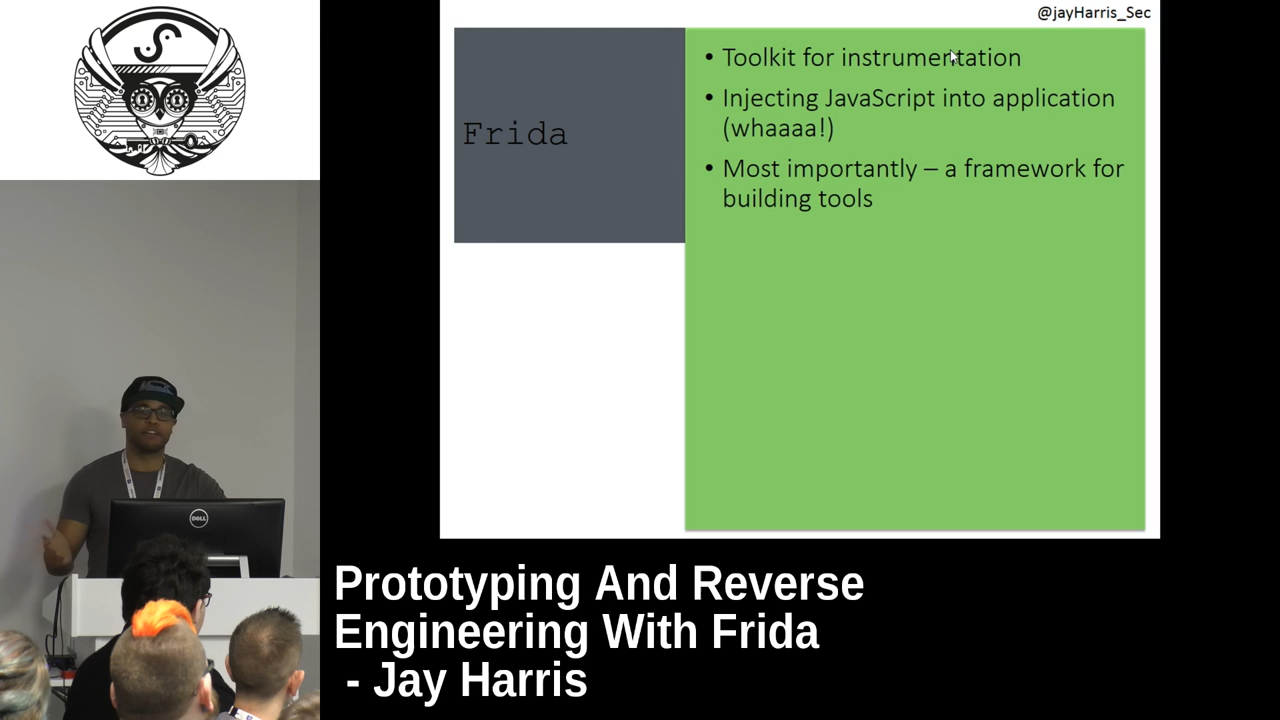 @jayHarris_Sec
Frida
• Toolkit for instrumentation
• Injecting JavaScript into application
(whaaaa!)
• Most importantly – a framework for
building tools
DELL
Prototyping And Reverse
Engineering With Frida
- Jay Harris